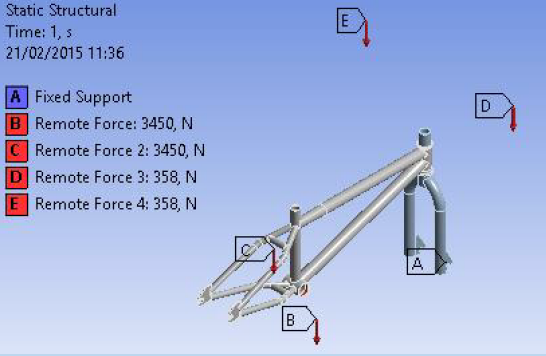 Static Structural
Time: 1, s
21/02/2015 11:36
A Fixed Support
B Remote Force: 3450, N
C Remote Force 2: 3450, N
D Remote Force 3: 358, N
E Remote Force 4: 358, N
E
D
C
A
B